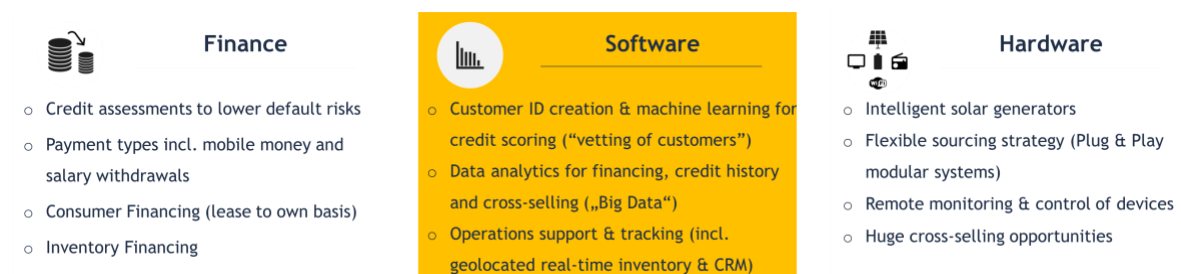 Finance
○ Credit assessments to lower default risks
○ Payment types incl. mobile money and
salary withdrawals
○ Consumer Financing (lease to own basis)
○ Inventory Financing
Software
○ Customer ID creation & machine learning for
credit scoring (“vetting of customers”)
○ Data analytics for financing, credit history
and cross-selling („Big Data“)
○ Operations support & tracking (incl.
geolocated real-time inventory & CRM)
Hardware
WiFi
○ Intelligent solar generators
○ Flexible sourcing strategy (Plug & Play
modular systems)
○ Remote monitoring & control of devices
○ Huge cross-selling opportunities